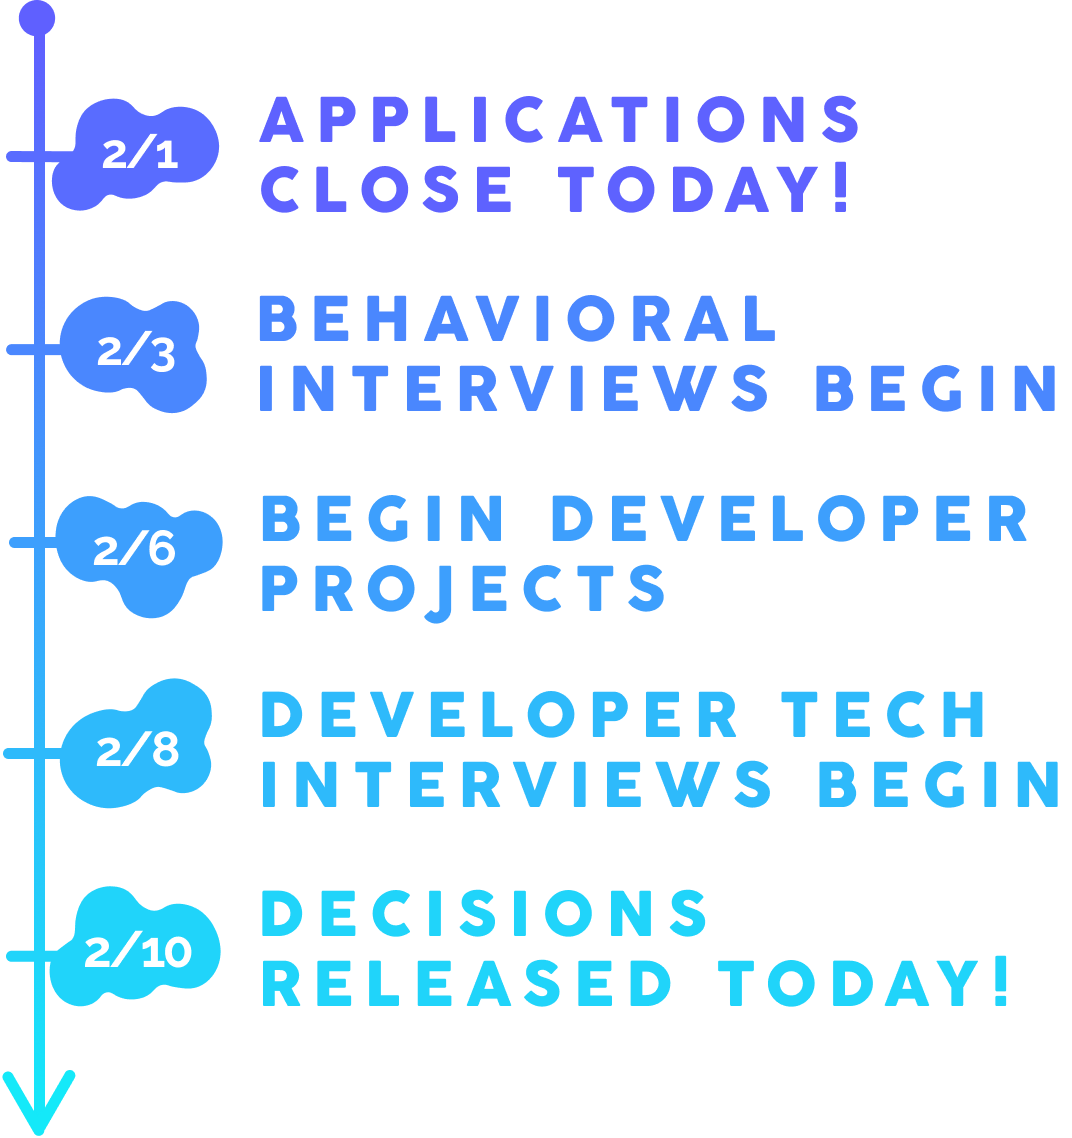 2/1
APPLICATIONS
CLOSE TODAY!
2/3
BEHAVIORAL
INTERVIEWS BEGIN
2/6
BEGIN DEVELOPER
PROJECTS
2/8
DEVELOPER TECH
INTERVIEWS BEGIN
2/10
DECISIONS
RELEASED TODAY!